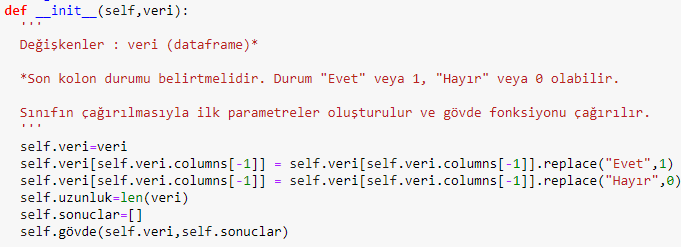 def __init__(self,veri):
'''
Değişkenler : veri (dataframe)*
*Son kolon durumu belirtmelidir. Durum "Evet" veya 1, "Hayır" veya 0 olabilir.
Sınıfın çağırılmasıyla ilk parametreler oluşturulur ve gövde fonksiyonu çağırılır.
'''
self.veri=veri
self.veri[self.veri.columns[-1]] = self.veri[self.veri.columns[-1]].replace("Evet",1)
self.veri[self.veri.columns[-1]] = self.veri[self.veri.columns[-1]].replace("Hayır",0)
self.uzunluk=len(veri)
self.sonuclar=[]
self.gövde(self.veri,self.sonuclar)